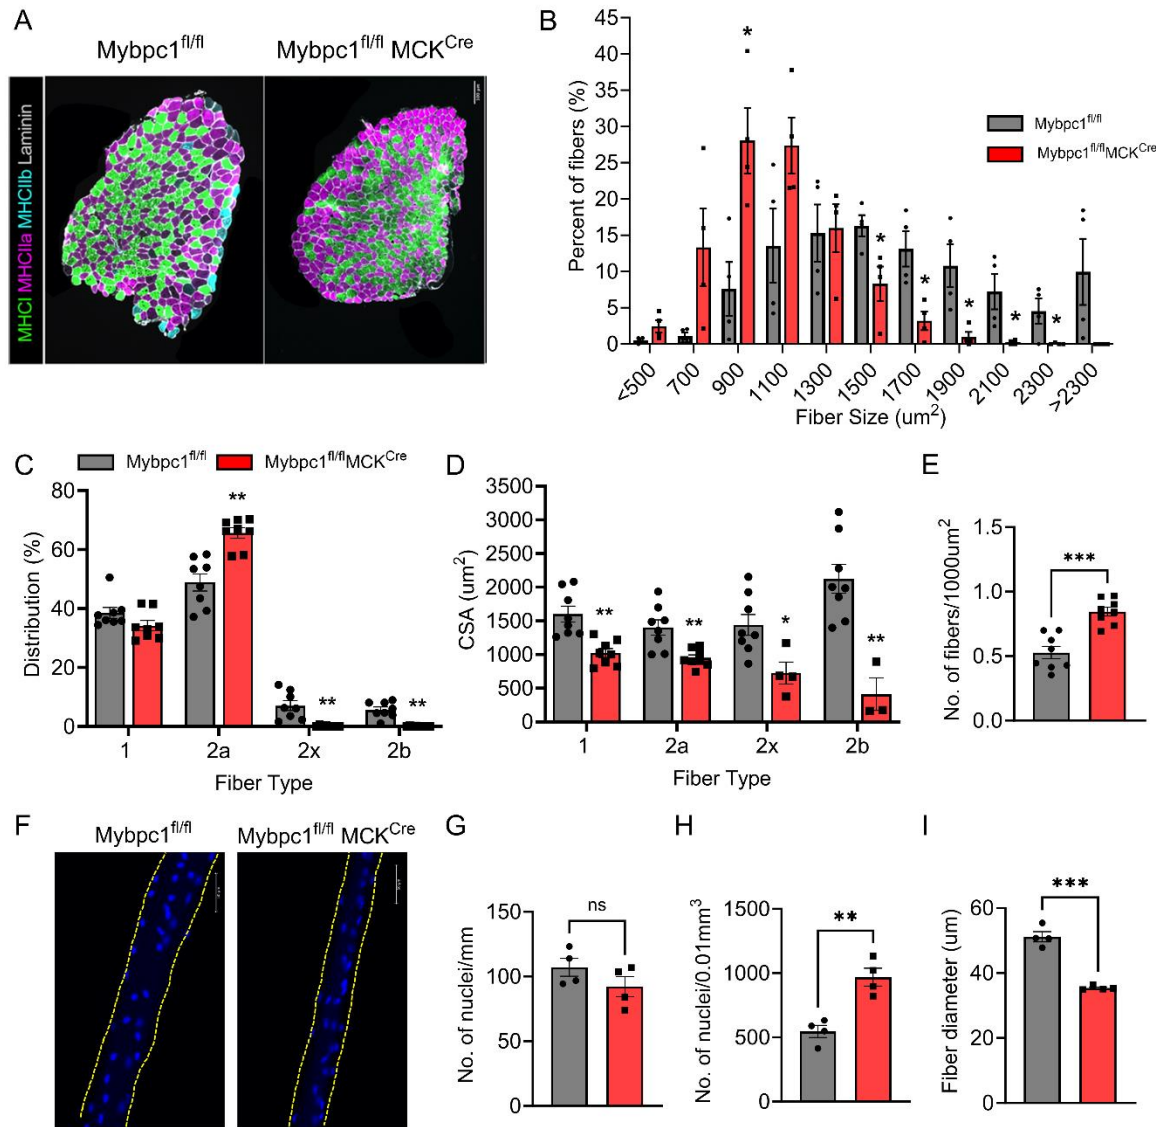 A
Mybpc1fl/fl
Mybpc1fl/fl MCKCre
MHCI MHCIIa MHCIIb Laminin
B
Percent of fibers (%)
45
40
35
30
25
20
15
10
5
0
*
*
*
*
*
*
Mybpc1fl/fl
Mybpc1fl/flMCKCre
<500
700
900
1100
1300
1500
1700
1900
2100
2300
>2300
Fiber Size (um2)
C
Mybpc1fl/fl
Mybpc1fl/flMCKCre
Distribution (%)
80
60
40
20
0
**
**
**
1
2a
2x
2b
Fiber Type
D
CSA (um2)
3500
3000
2500
2000
1500
1000
500
0
**
**
*
**
1
2a
2x
2b
Fiber Type
E
No. of fibers/1000um2
1.5
1.0
0.5
0.0
***
F
Mybpc1fl/fl
Mybpc1fl/fl MCKCre
G
No. of nuclei/mm
150
100
50
0
ns
H
No. of nuclei/0.01mm3
1500
1000
500
0
**
I
Fiber diameter (um)
60
40
20
0
***